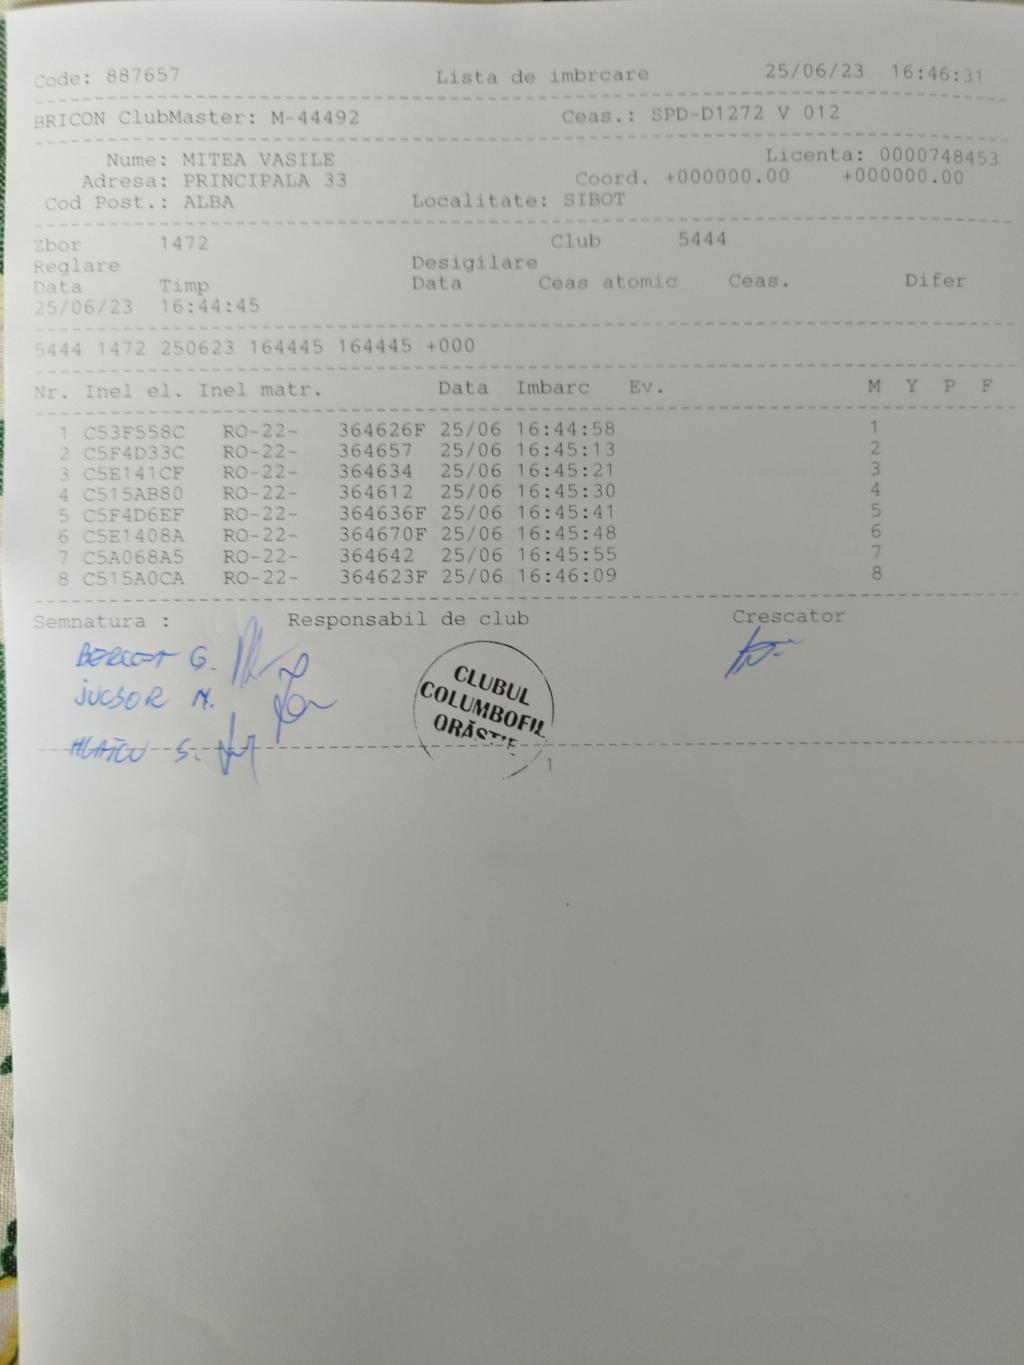 Code: 887657 Lista de imbrcare 25/06/23 16:46:31
BRICON ClubMaster: M-44492 Ceas.: SPD-D1272 V 012
Nume: MITEA VASILE Licenta: 0000748453
Adresa: PRINCIPALA 33 Coord. +000000.00 +000000.00
Cod Post.: ALBA Localitate: SIBOT
Zbor 1472 Club 5444
Reglare Desigilare
Data Timp Data Ceas atomic Ceas. Difer
25/06/23 16:44:45
5444 1472 250623 164445 164445 +000
Nr. Inel el. Inel matr. Data Imbarc Ev. M Y P F
1 C53F558C RO-22- 364626F 25/06 16:44:58 1
2 C5F4D33C RO-22- 364657 25/06 16:45:13 2
3 C5E141CF RO-22- 364634 25/06 16:45:21 3
4 C515AB80 RO-22- 364612 25/06 16:45:30 4
5 C5F4D6EF RO-22- 364636F 25/06 16:45:41 5
6 C5E1408A RO-22- 364670F 25/06 16:45:48 6
7 C5A068A5 RO-22- 364642 25/06 16:45:55 7
8 C515A0CA RO-22- 364623F 25/06 16:46:09 8
Semnatura : Responsabil de club Crescator
G.
JUCSOR M.
S.
CLUBUL
COLUMBOFIL
ORĂȘTIE
1